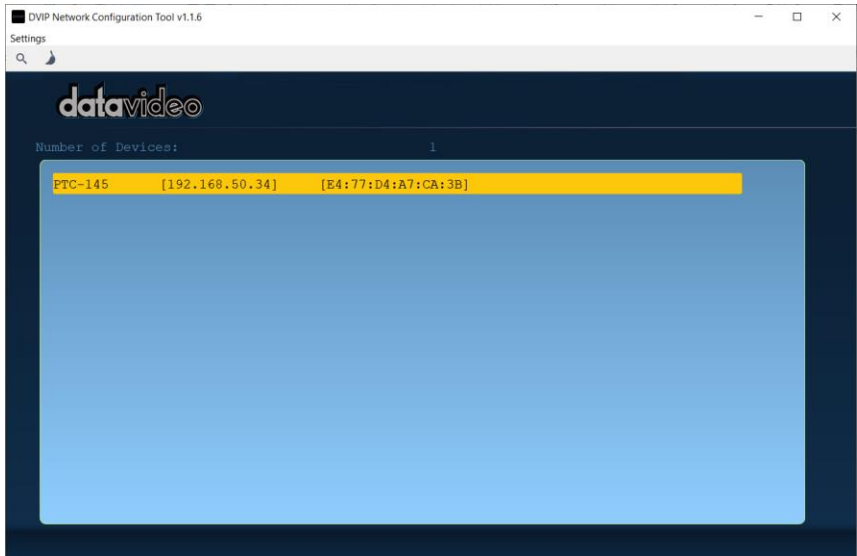 DVIP Network Configuration Tool v1.1.6
Settings
datavideo
Number of Devices: 1
PTC-145 [192.168.50.34] [E4:77:D4:A7:CA:3B]